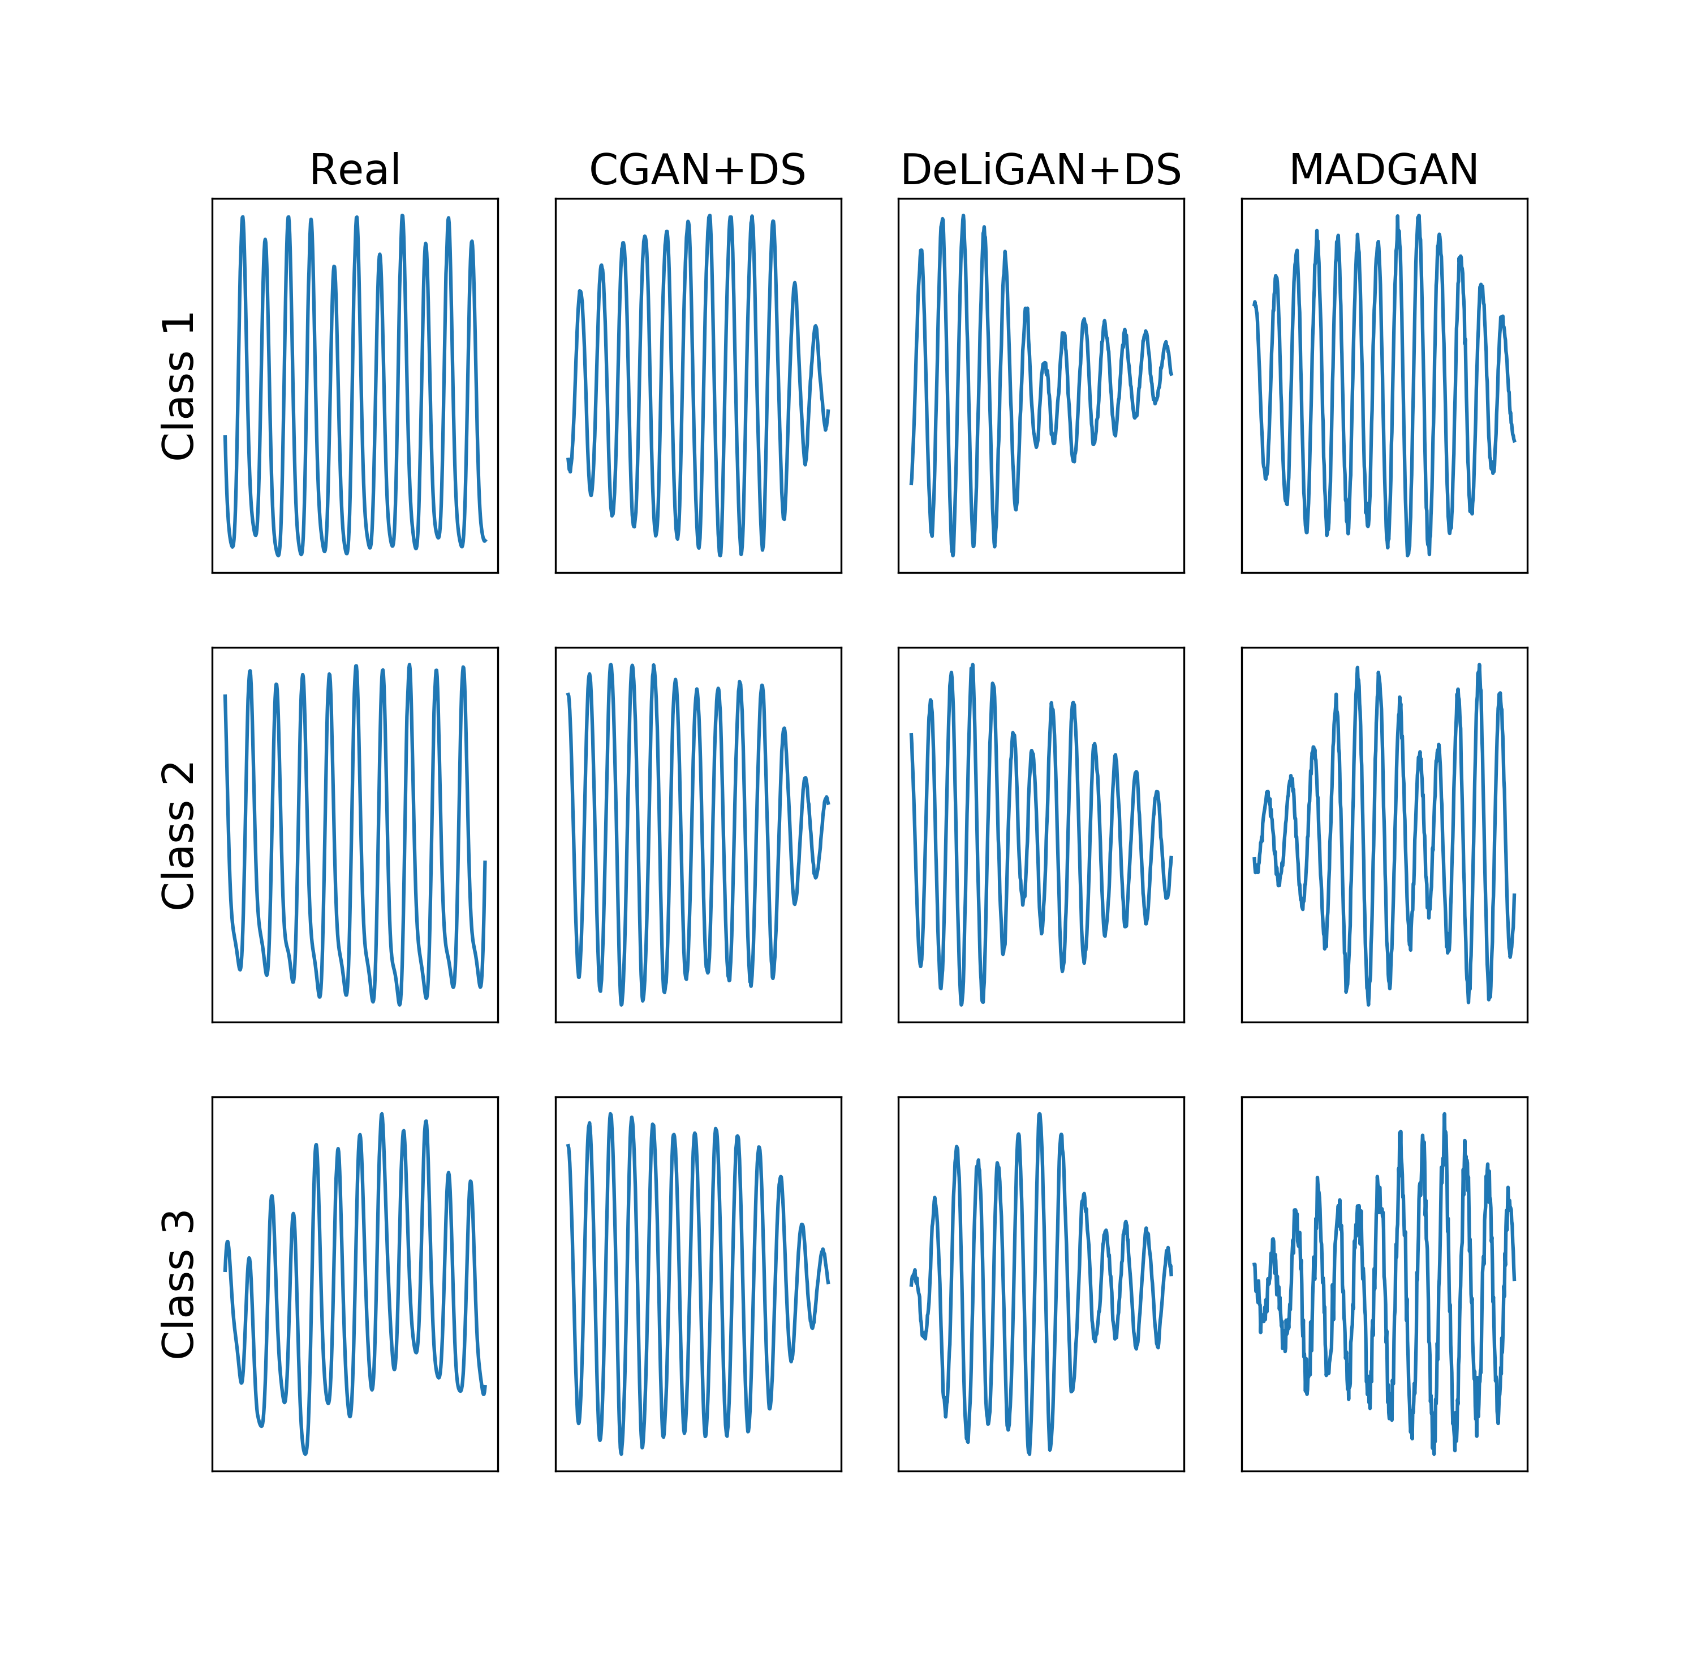 Real CGAN+DS DeLiGAN+DS MADGAN
Class 1
Class 2
Class 3